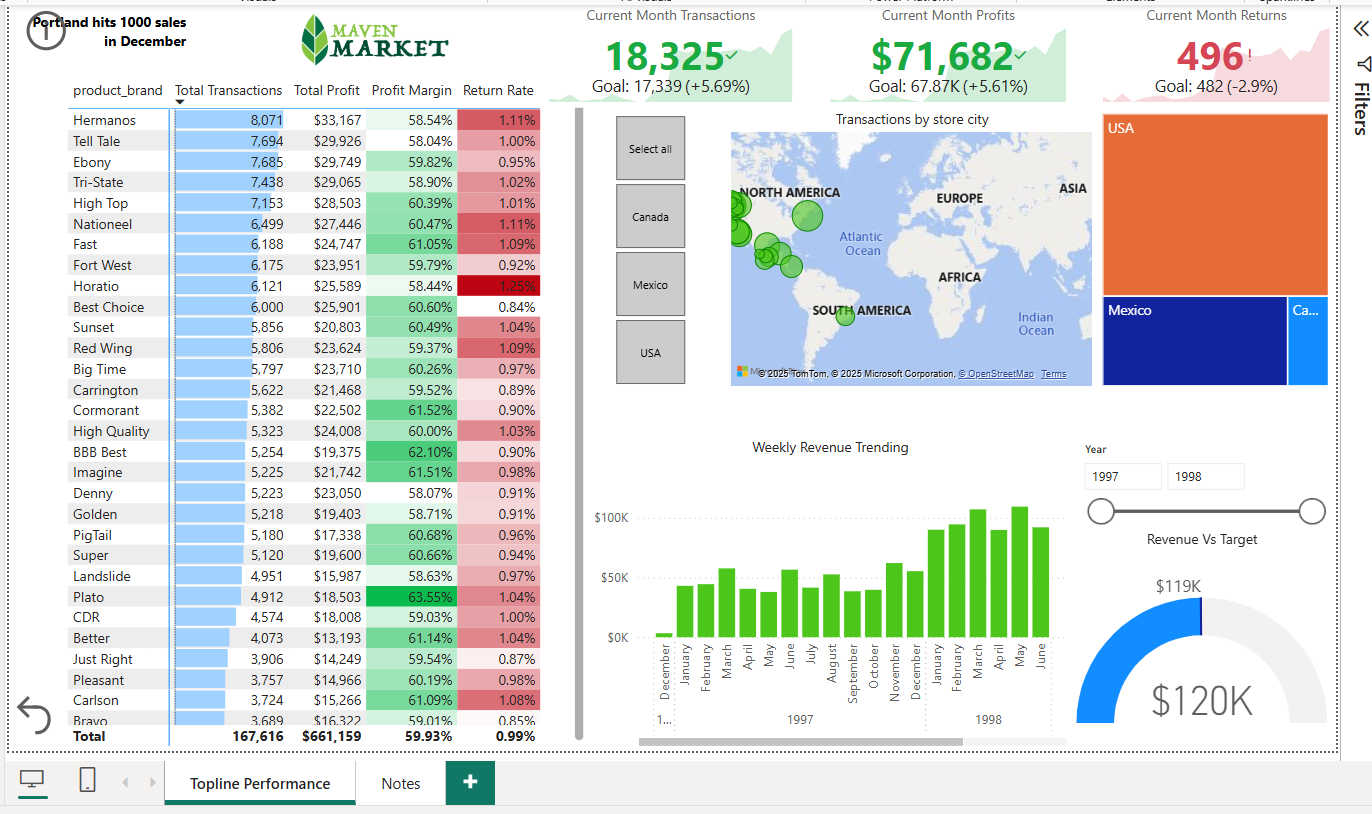 Portland hits 1000 sales
in December
MAVEN
MARKET
Current Month Transactions
18,325
Goal: 17,339 (+5.69%)
Current Month Profits
$71,682
Goal: 67.87K (+5.61%)
Current Month Returns
496!
Goal: 482 (-2.9%)
Filters
product_brand Total Transactions Total Profit Profit Margin Return Rate
Hermanos 8,071 $33,167 58.54% 1.11%
Tell Tale 7,694 $29,926 58.04% 1.00%
Ebony 7,685 $29,749 59.82% 0.95%
Tri-State 7,438 $29,065 58.90% 1.02%
High Top 7,153 $28,503 60.39% 1.01%
Nationeel 6,499 $27,446 60.47% 1.11%
Fast 6,188 $24,747 61.05% 1.09%
Fort West 6,175 $23,951 59.79% 0.92%
Horatio 6,121 $25,589 58.44% 1.25%
Best Choice 6,000 $25,901 60.60% 0.84%
Sunset 5,856 $20,803 60.49% 1.04%
Red Wing 5,806 $23,624 59.37% 1.09%
Big Time 5,797 $23,710 60.26% 0.97%
Carrington 5,622 $21,468 59.52% 0.89%
Cormorant 5,382 $22,502 61.52% 0.90%
High Quality 5,323 $24,008 60.00% 1.03%
BBB Best 5,254 $19,375 62.10% 0.90%
Imagine 5,225 $21,742 61.51% 0.98%
Denny 5,223 $23,050 58.07% 0.91%
Golden 5,218 $19,403 58.71% 0.91%
PigTail 5,180 $17,338 60.68% 0.96%
Super 5,120 $19,600 60.66% 0.94%
Landslide 4,951 $15,987 58.63% 0.97%
Plato 4,912 $18,503 63.55% 1.04%
CDR 4,574 $18,008 59.03% 1.00%
Better 4,073 $13,193 61.14% 1.04%
Just Right 3,906 $14,249 59.54% 0.87%
Pleasant 3,757 $14,966 60.19% 0.98%
Carlson 3,724 $15,266 61.09% 1.08%
Bravo 3,689 $16,322 59.01% 0.85%
Total 167,616 $661,159 59.93% 0.99%
Select all
Canada
Mexico
USA
Transactions by store city
NORTH AMERICA
EUROPE
ASIA
Atlantic
Ocean
AFRICA
SOUTH AMERICA
Indian
Ocean
© 2025 TomTom, © 2025 Microsoft Corporation, © OpenStreetMap Terms
USA
Mexico
Ca...
Weekly Revenue Trending
$100K
$50K
$0K
December
January
February
March
April
May
June
July
August
September
October
November
December
January
February
March
April
May
June
1...
1997
1998
Year
1997 1998
Revenue Vs Target
$119K
$120K
Topline Performance
Notes
+